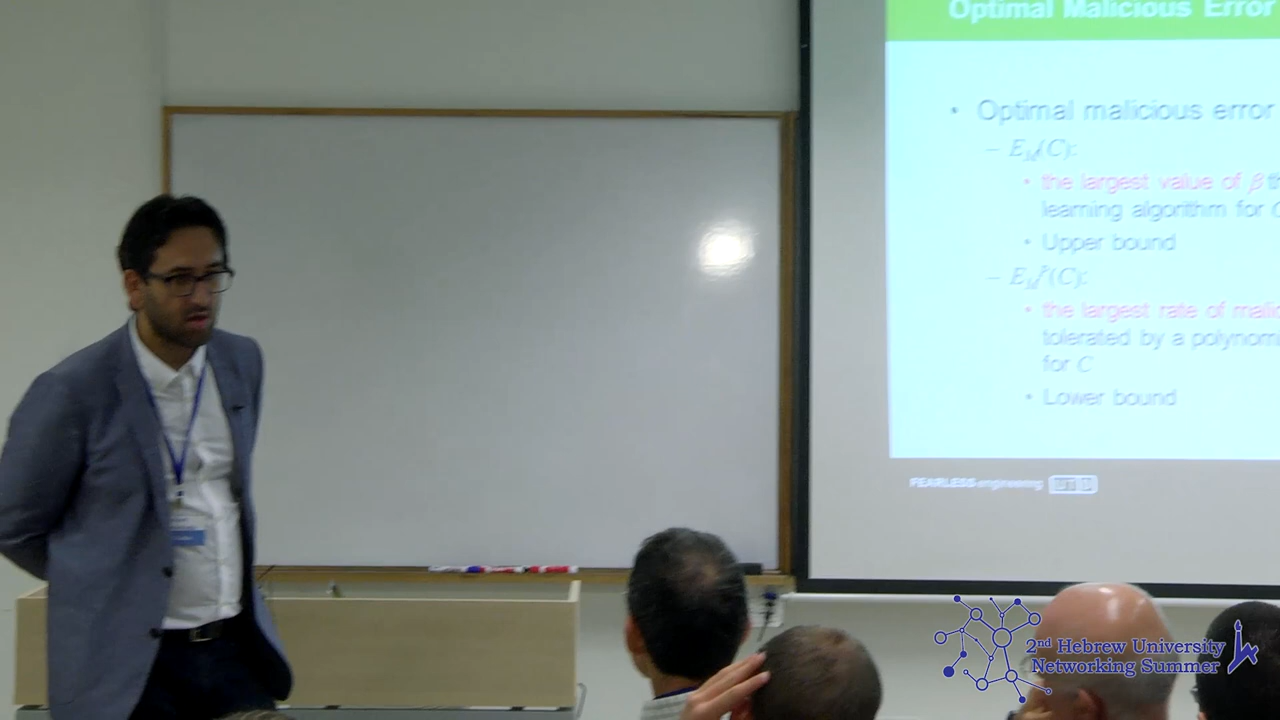 Optimal Malicious Error
• Optimal malicious error
– E_M(C):
• the largest value of β th
learning algorithm for C
• Upper bound
– E_M^P(C):
• the largest rate of malic
tolerated by a polynomi
for C
• Lower bound
FEARLESS engineering UTD
2nd Hebrew University
Networking Summer